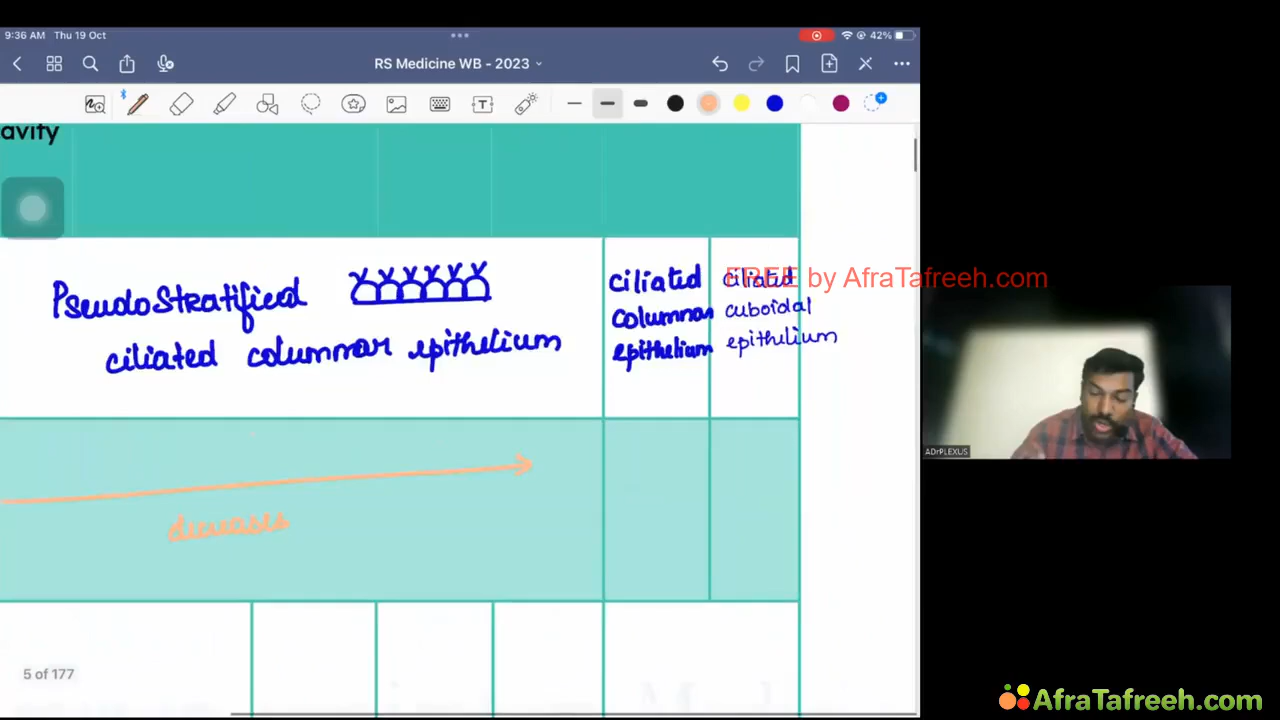 9:36 AM Thu 19 Oct
42%
RS Medicine WB - 2023
avity
PseudoStratified
ciliated columnar epithelium
ciliated
columnar
epithelium
ciliated
cuboidal
epithelium
FREE by AfraTafreeh.com
decreases
ADrPLEXUS
5 of 177
AfraTafreeh.com